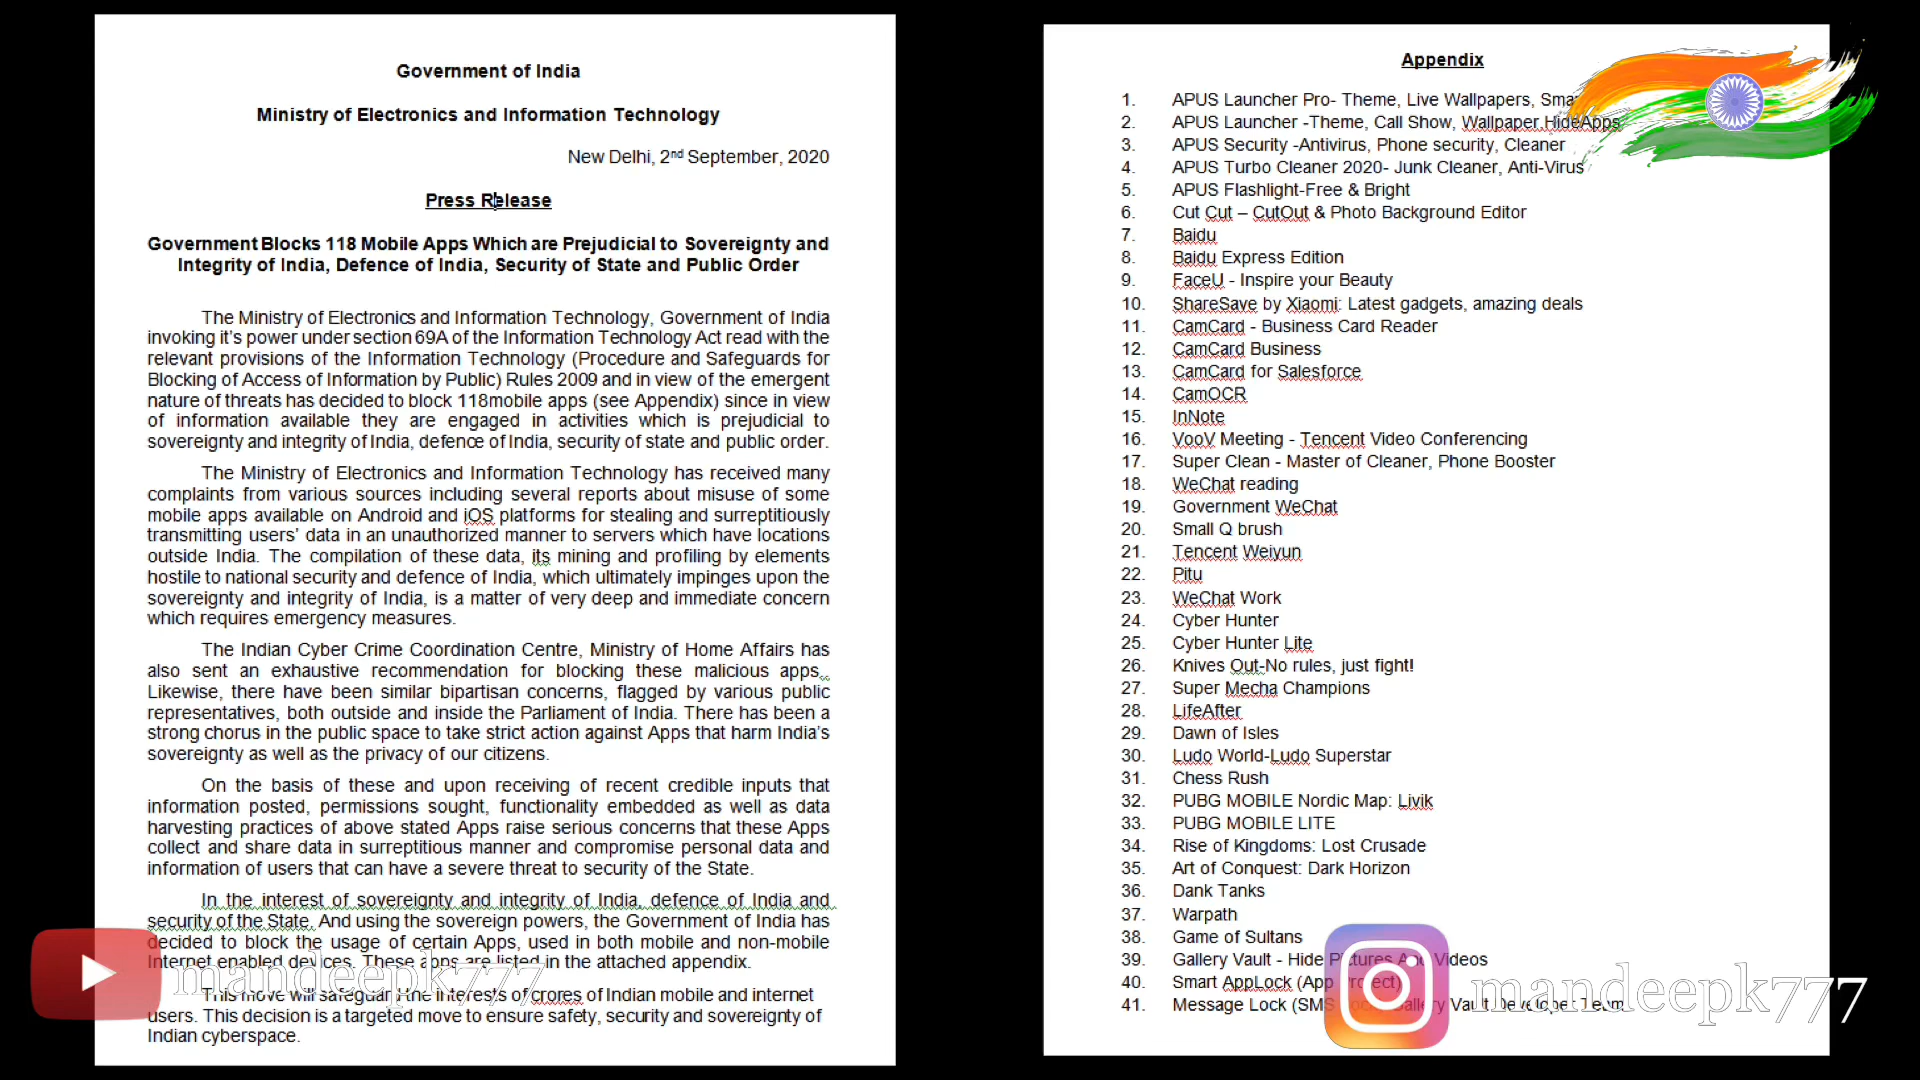 Government of India
Ministry of Electronics and Information Technology
New Delhi, 2nd September, 2020
Press Release
Government Blocks 118 Mobile Apps Which are Prejudicial to Sovereignty and
Integrity of India, Defence of India, Security of State and Public Order
The Ministry of Electronics and Information Technology, Government of India
invoking it's power under section 69A of the Information Technology Act read with the
relevant provisions of the Information Technology (Procedure and Safeguards for
Blocking of Access of Information by Public) Rules 2009 and in view of the emergent
nature of threats has decided to block 118mobile apps (see Appendix) since in view
of information available they are engaged in activities which is prejudicial to
sovereignty and integrity of India, defence of India, security of state and public order.
The Ministry of Electronics and Information Technology has received many
complaints from various sources including several reports about misuse of some
mobile apps available on Android and iOS platforms for stealing and surreptitiously
transmitting users' data in an unauthorized manner to servers which have locations
outside India. The compilation of these data, its mining and profiling by elements
hostile to national security and defence of India, which ultimately impinges upon the
sovereignty and integrity of India, is a matter of very deep and immediate concern
which requires emergency measures.
The Indian Cyber Crime Coordination Centre, Ministry of Home Affairs has
also sent an exhaustive recommendation for blocking these malicious apps.
Likewise, there have been similar bipartisan concerns, flagged by various public
representatives, both outside and inside the Parliament of India. There has been a
strong chorus in the public space to take strict action against Apps that harm India's
sovereignty as well as the privacy of our citizens.
On the basis of these and upon receiving of recent credible inputs that
information posted, permissions sought, functionality embedded as well as data
harvesting practices of above stated Apps raise serious concerns that these Apps
collect and share data in surreptitious manner and compromise personal data and
information of users that can have a severe threat to security of the State.
In the interest of sovereignty and integrity of India, defence of India and
security of the State. And using the sovereign powers, the Government of India has
decided to block the usage of certain Apps, used in both mobile and non-mobile
Internet enabled devices. These apps are listed in the attached appendix.
This move will safeguard the interests of crores of Indian mobile and internet
users. This decision is a targeted move to ensure safety, security and sovereignty of
Indian cyberspace.
mandeepk777
Appendix
1. APUS Launcher Pro- Theme, Live Wallpapers,
2. APUS Launcher -Theme, Call Show, Wallpaper,HideApps
3. APUS Security -Antivirus, Phone security, Cleaner
4. APUS Turbo Cleaner 2020- Junk Cleaner, Anti-Virus
5. APUS Flashlight-Free & Bright
6. Cut Cut – CutOut & Photo Background Editor
7. Baidu
8. Baidu Express Edition
9. FaceU - Inspire your Beauty
10. ShareSave by Xiaomi: Latest gadgets, amazing deals
11. CamCard - Business Card Reader
12. CamCard Business
13. CamCard for Salesforce
14. CamOCR
15. InNote
16. VooV Meeting - Tencent Video Conferencing
17. Super Clean - Master of Cleaner, Phone Booster
18. WeChat reading
19. Government WeChat
20. Small Q brush
21. Tencent Weiyun
22. Pitu
23. WeChat Work
24. Cyber Hunter
25. Cyber Hunter Lite
26. Knives Out-No rules, just fight!
27. Super Mecha Champions
28. LifeAfter
29. Dawn of Isles
30. Ludo World-Ludo Superstar
31. Chess Rush
32. PUBG MOBILE Nordic Map: Livik
33. PUBG MOBILE LITE
34. Rise of Kingdoms: Lost Crusade
35. Art of Conquest: Dark Horizon
36. Dank Tanks
37. Warpath
38. Game of Sultans
39. Gallery Vault - Hide Pictures And Videos
40. Smart AppLock (App Protect)
41. Message Lock (SMS Lock)-Gallery Vault Developer Team
mandeepk777